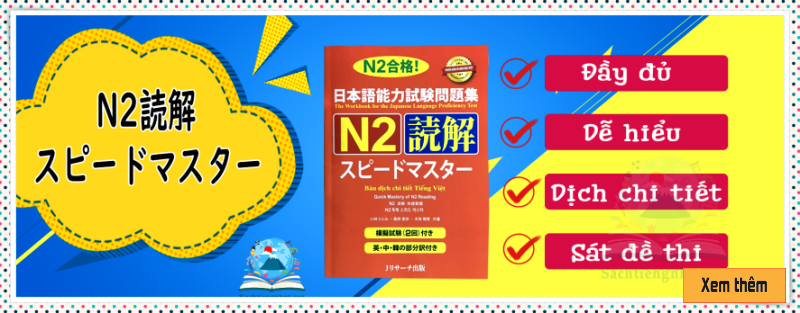 N2読解
スピードマスター
N2合格!
日本語能力試験問題集
The Workbook for the Japanese Language Proficiency Test
N2 読解
スピードマスター
Bản dịch chi tiết Tiếng Việt
Quick Mastery of N2 Reading
模擬試験(2回)付き
英・中・韓の部分訳付き
Jリサーチ出版
Đầy đủ
Dễ hiểu
Dịch chi tiết
Sát đề thi
Xem thêm